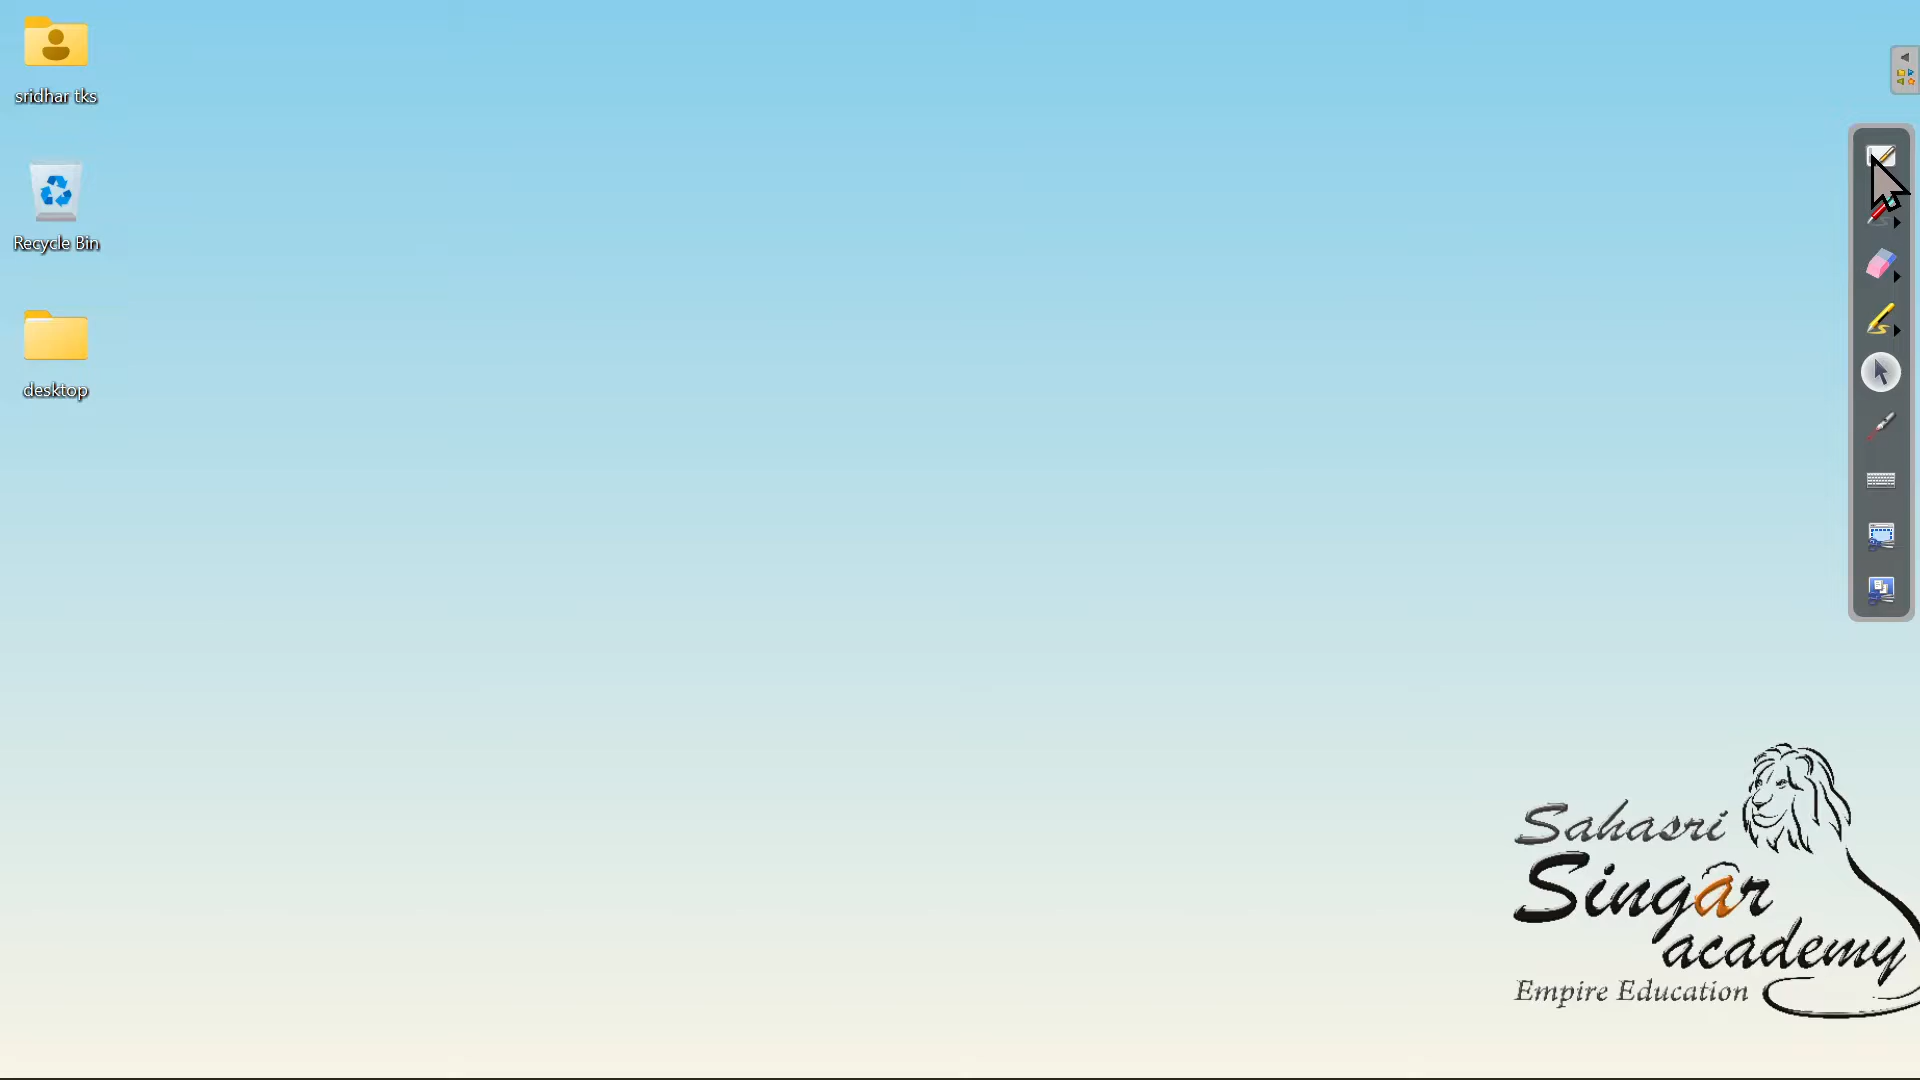 sridhar tks
Recycle Bin
desktop
Sahasri
Singar
academy
Empire Education